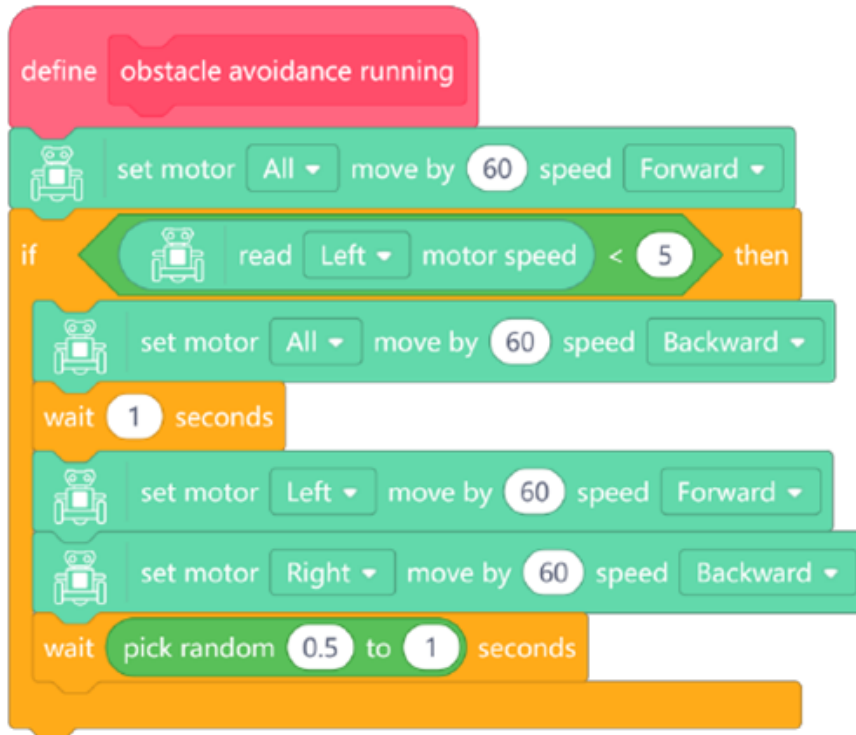 define obstacle avoidance running
set motor All move by 60 speed Forward
if read Left motor speed < 5 then
set motor All move by 60 speed Backward
wait 1 seconds
set motor Left move by 60 speed Forward
set motor Right move by 60 speed Backward
wait pick random 0.5 to 1 seconds